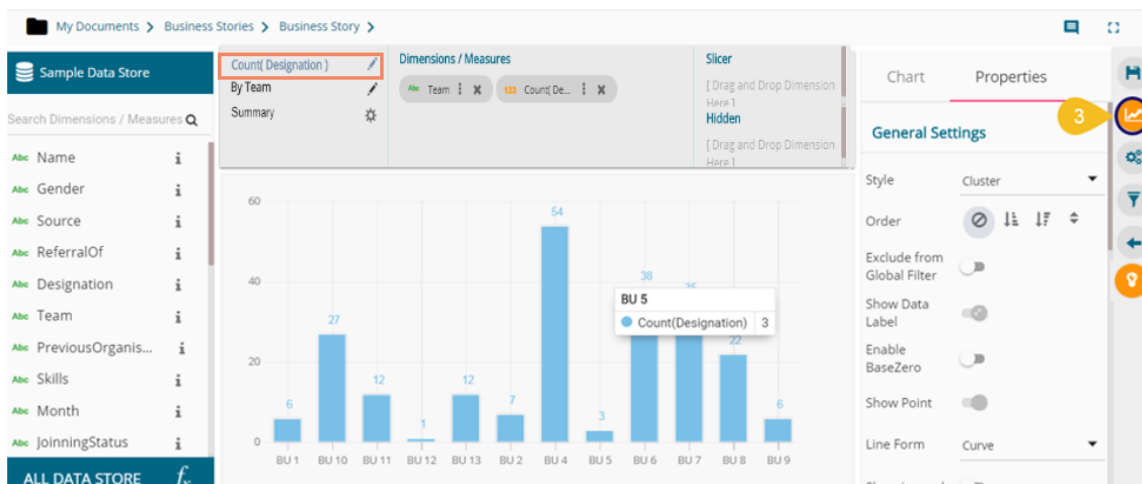 My Documents > Business Stories > Business Story >
Sample Data Store
Search Dimensions / Measures
Abc Name i
Abc Gender i
Abc Source i
Abc ReferralOf i
Abc Designation i
Abc Team i
Abc PreviousOrganis... i
Abc Skills i
Abc Month i
Abc JoinningStatus i
ALL DATA STORE fx
Count( Designation )
By Team
Summary
Dimensions / Measures
Abc Team
123 Count( De...
Slicer
[ Drag and Drop Dimension
Here ]
Hidden
[ Drag and Drop Dimension
Here ]
60
40
20
0
6
27
12
1
12
7
54
3
38
22
6
BU 5
Count(Designation) 3
BU 1 BU 10 BU 11 BU 12 BU 13 BU 2 BU 4 BU 5 BU 6 BU 7 BU 8 BU 9
Chart Properties
3
General Settings
Style Cluster
Order
Exclude from
Global Filter
Show Data
Label
Enable
BaseZero
Show Point
Line Form Curve